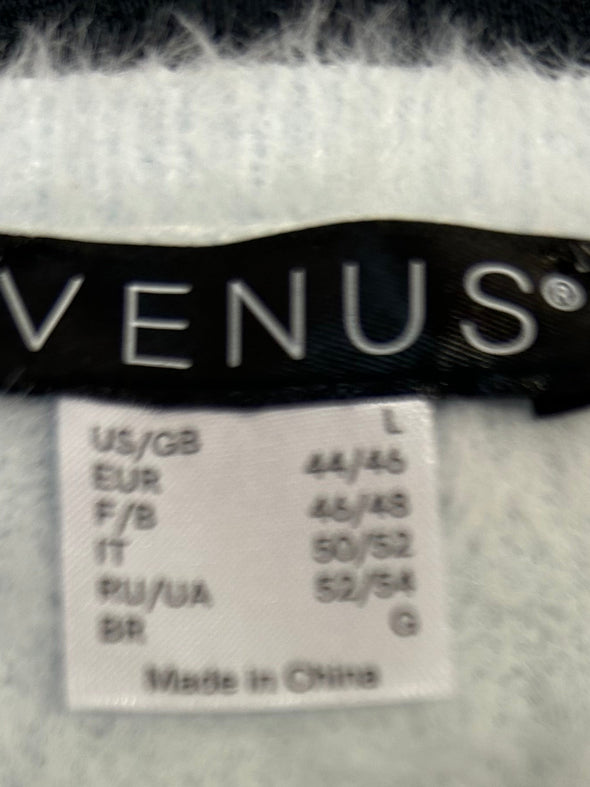 VENUS®
US/GB L
EUR 44/46
F/B 46/48
IT 50/52
RU/UA 52/54
BR G
Made in China